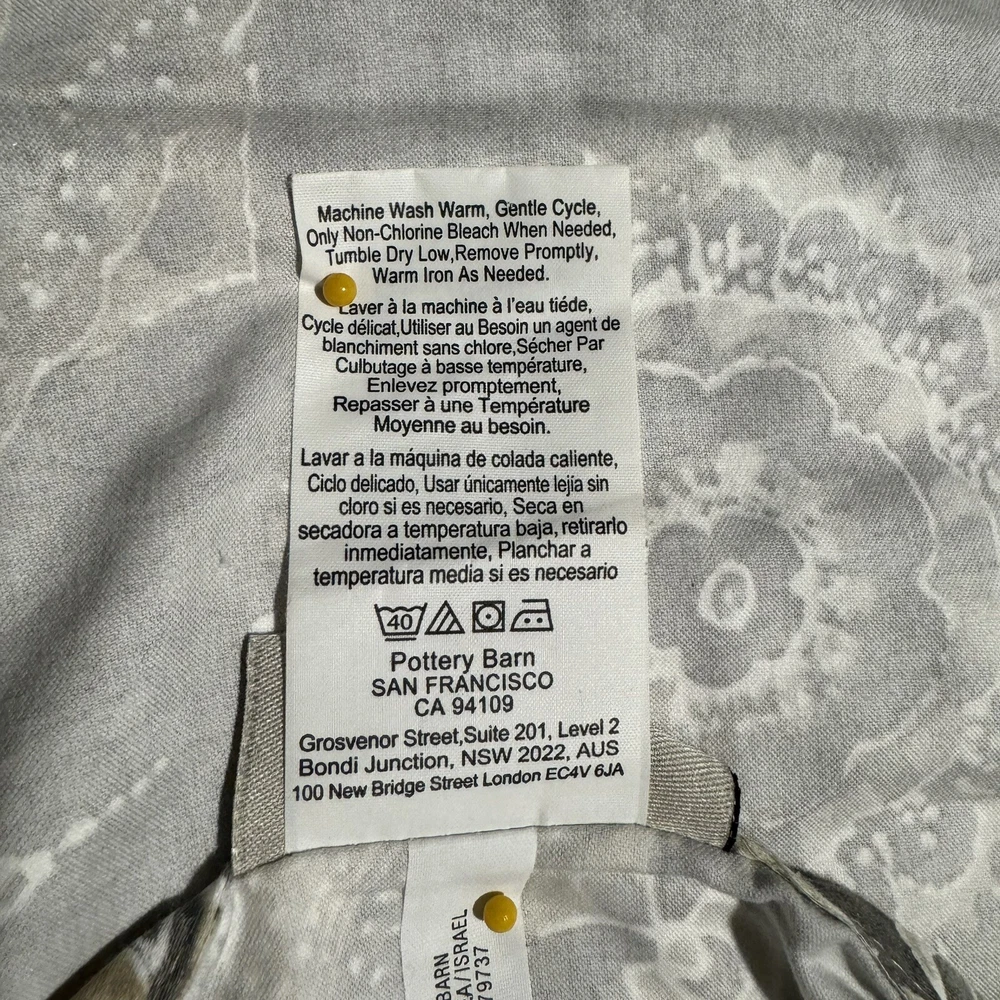 Machine Wash Warm, Gentle Cycle,
Only Non-Chlorine Bleach When Needed,
Tumble Dry Low,Remove Promptly,
Warm Iron As Needed.
Laver à la machine à l'eau tiéde,
Cycle délicat,Utiliser au Besoin un agent de
blanchiment sans chlore,Sécher Par
Culbutage à basse température,
Enlevez promptement,
Repasser à une Température
Moyenne au besoin.
Lavar a la máquina de colada caliente,
Ciclo delicado, Usar únicamente lejía sin
cloro si es necesario, Seca en
secadora a temperatura baja, retirarlo
inmediatamente, Planchar a
temperatura media si es necesario
40
Pottery Barn
SAN FRANCISCO
CA 94109
Grosvenor Street,Suite 201, Level 2
Bondi Junction, NSW 2022, AUS
100 New Bridge Street London EC4V 6JA
BARN
A/ISRAEL
79737